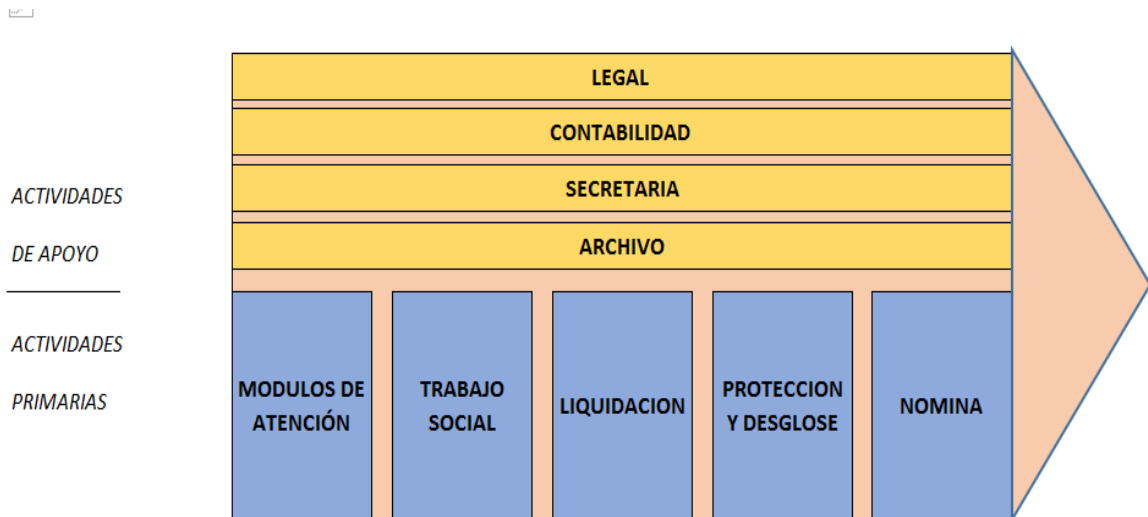 LEGAL
CONTABILIDAD
SECRETARIA
ARCHIVO
ACTIVIDADES
DE APOYO
ACTIVIDADES
PRIMARIAS
MODULOS DE
ATENCIÓN
TRABAJO
SOCIAL
LIQUIDACION
PROTECCION
Y DESGLOSE
NOMINA